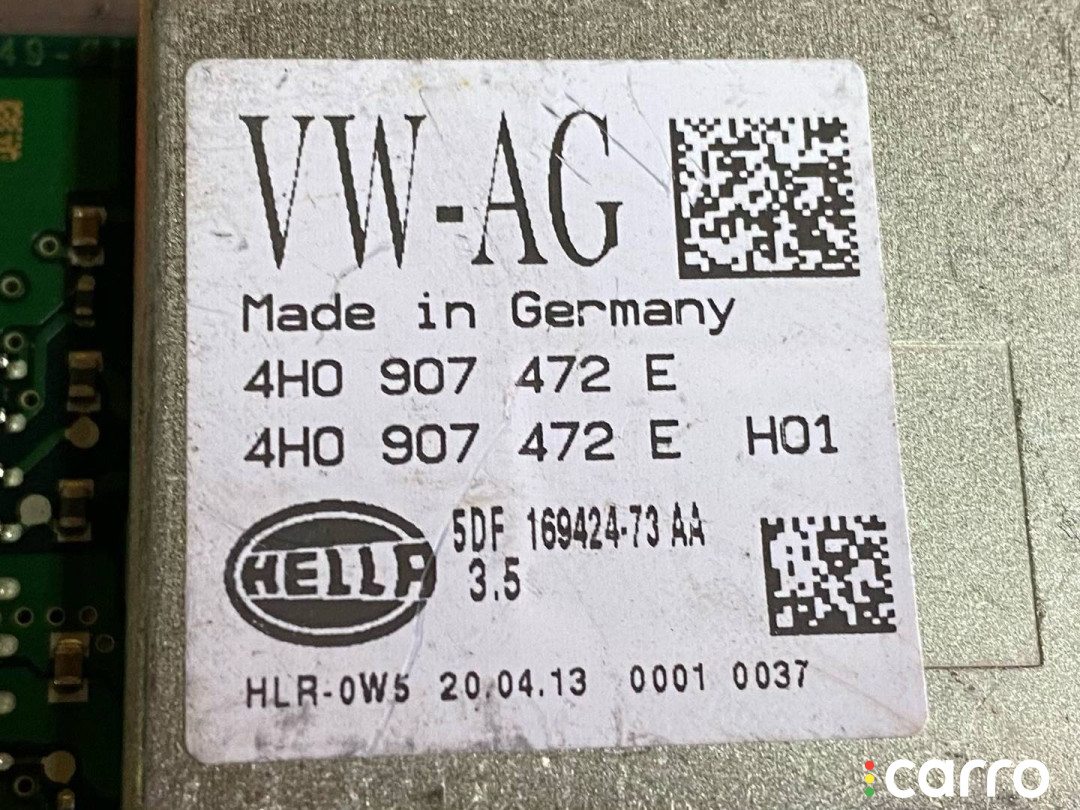 VW-AG
Made in Germany
4H0 907 472 E
4H0 907 472 E H01
HELLA
5DF 169424-73 AA
3.5
HLR-0W5 20.04.13 0001 0037
carro